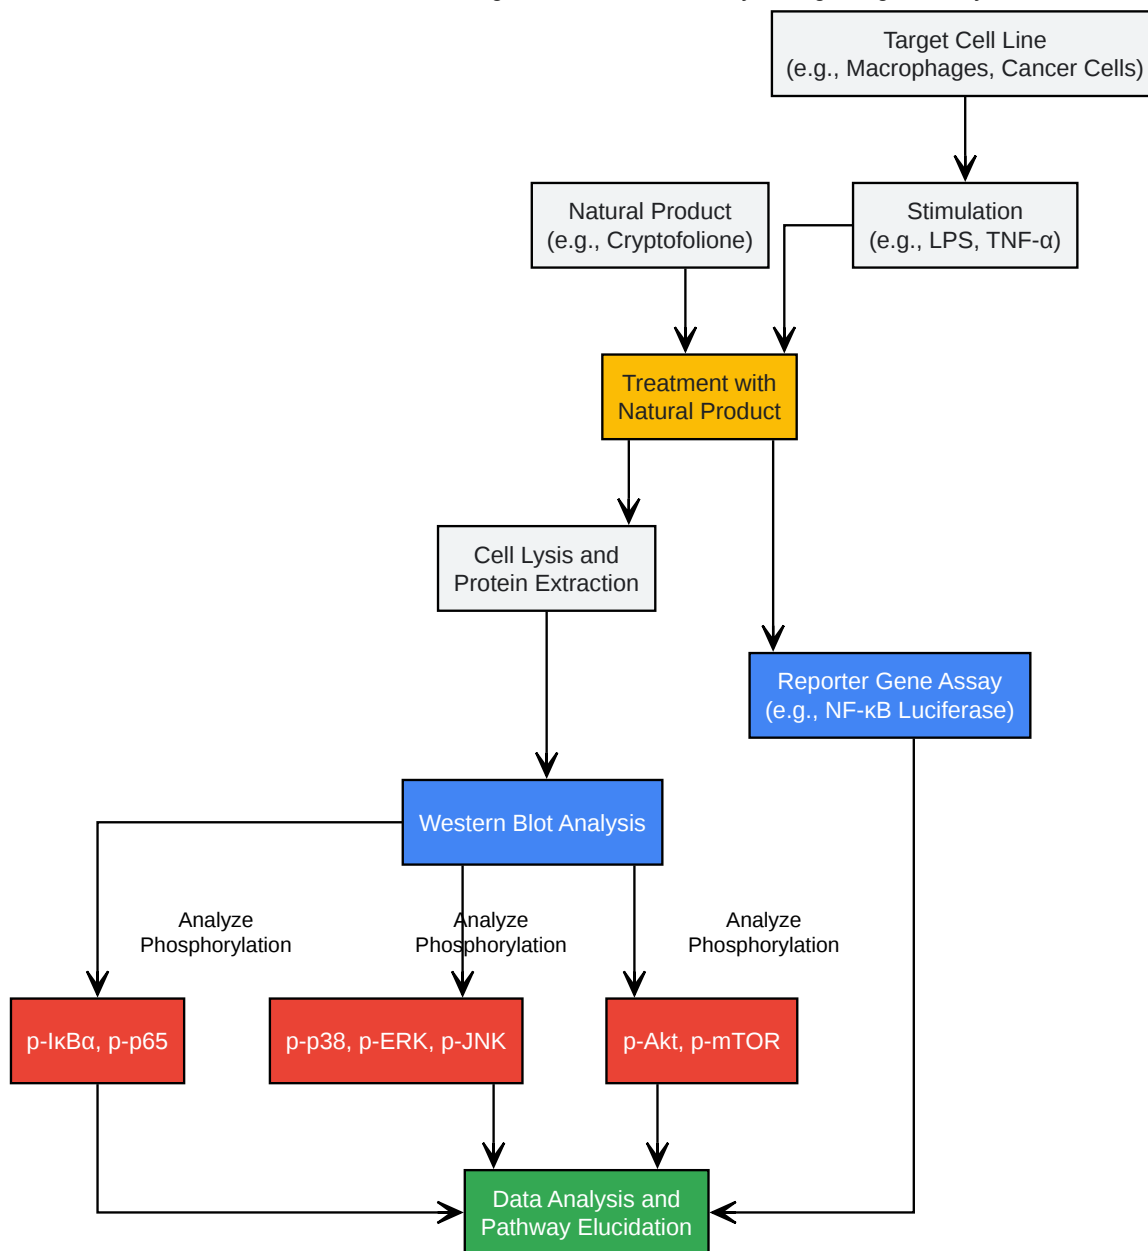 Target Cell Line
(e.g., Macrophages, Cancer Cells)
Natural Product
(e.g., Cryptofolione)
Stimulation
(e.g., LPS, TNF-α)
Treatment with
Natural Product
Cell Lysis and
Protein Extraction
Reporter Gene Assay
(e.g., NF-κB Luciferase)
Western Blot Analysis
Analyze
Phosphorylation
Analyze
Phosphorylation
Analyze
Phosphorylation
p-IκBα, p-p65
p-p38, p-ERK, p-JNK
p-Akt, p-mTOR
Data Analysis and
Pathway Elucidation